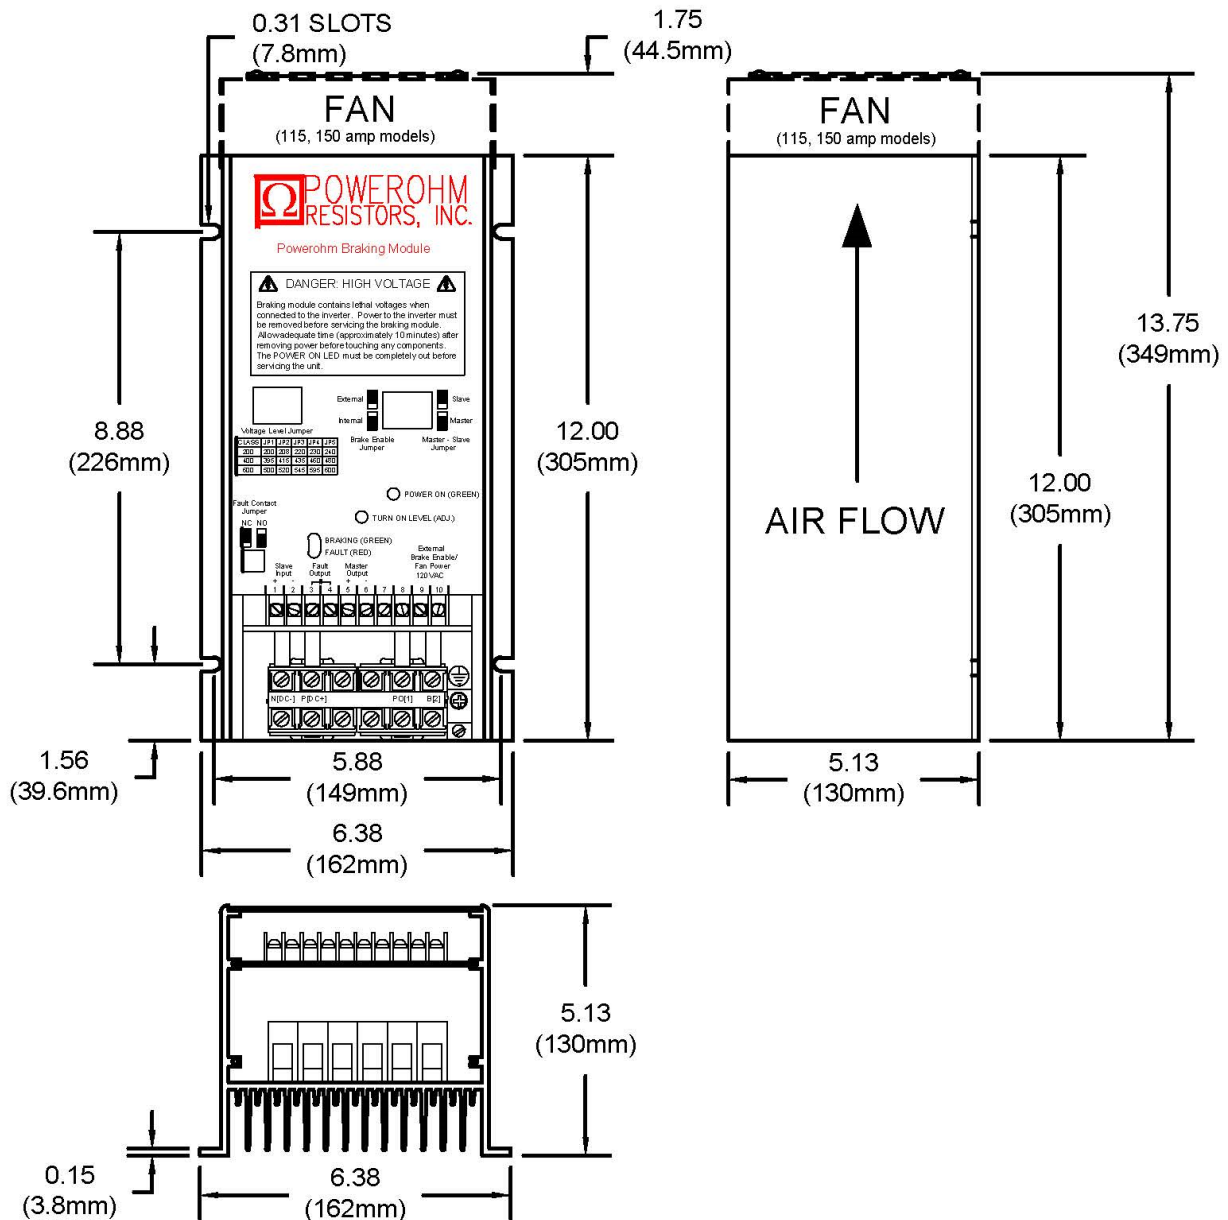 0.31 SLOTS
(7.8mm)
1.75
(44.5mm)
FAN
(115, 150 amp models)
FAN
(115, 150 amp models)
Ω POWEROHM
RESISTORS, INC.
Powerohm Braking Module
DANGER: HIGH VOLTAGE
Braking module contains lethal voltages when
connected to the inverter. Power to the inverter must
be removed before servicing the braking module.
Allow adequate time (approximately 10 minutes) after
removing power before touching any components.
The POWER ON LED must be completely out before
servicing the unit.
External
Slave
Internal
Master
Voltage Level Jumper
Brake Enable
Jumper
Master - Slave
Jumper
CLASS JP1 JP2 JP3 JP4 JP5
200 200 208 220 230 240
400 395 415 435 460 480
600 500 520 545 595 600
POWER ON (GREEN)
TURN ON LEVEL (ADJ.)
Fault Contact
Jumper
NC NO
BRAKING (GREEN)
FAULT (RED)
Slave
Input
+ -
Fault
Output
Master
Output
+ -
External
Brake Enable/
Fan Power
120 VAC
1 2 3 4 5 6 7 8 9 10
N[DC-] P[DC+] PO[1] B[2]
8.88
(226mm)
12.00
(305mm)
1.56
(39.6mm)
5.88
(149mm)
6.38
(162mm)
AIR FLOW
13.75
(349mm)
12.00
(305mm)
5.13
(130mm)
5.13
(130mm)
0.15
(3.8mm)
6.38
(162mm)